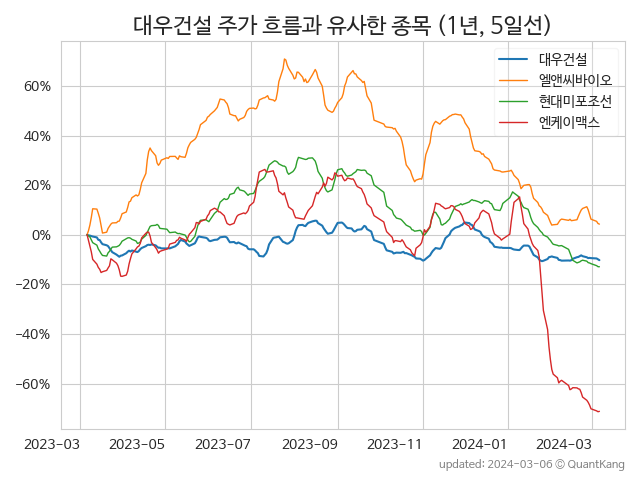 대우건설 주가 흐름과 유사한 종목 (1년, 5일선)
대우건설
엘앤씨바이오
현대미포조선
엔케이맥스
60%
40%
20%
0%
−20%
−40%
−60%
2023-03
2023-05
2023-07
2023-09
2023-11
2024-01
2024-03
updated: 2024-03-06 © QuantKang